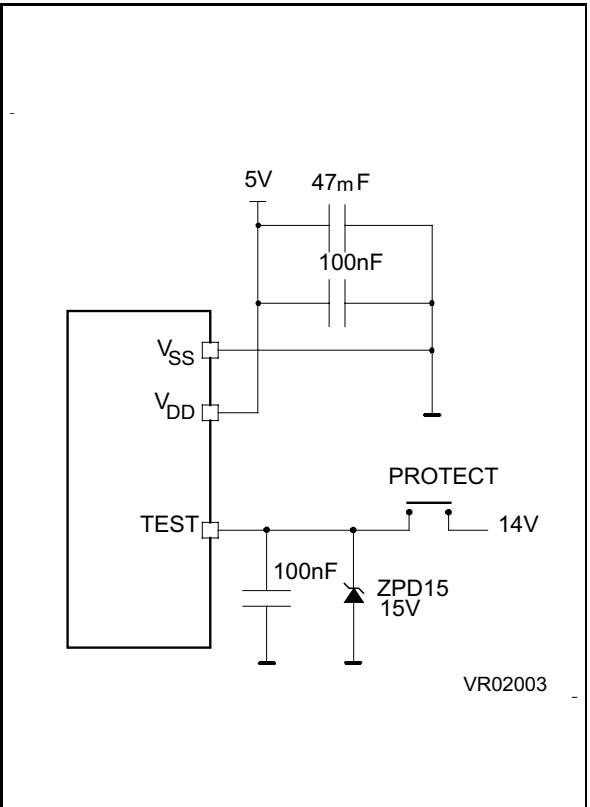 5V 47mF
100nF
VSS
VDD
PROTECT
TEST 14V
100nF ZPD15
15V
VR02003